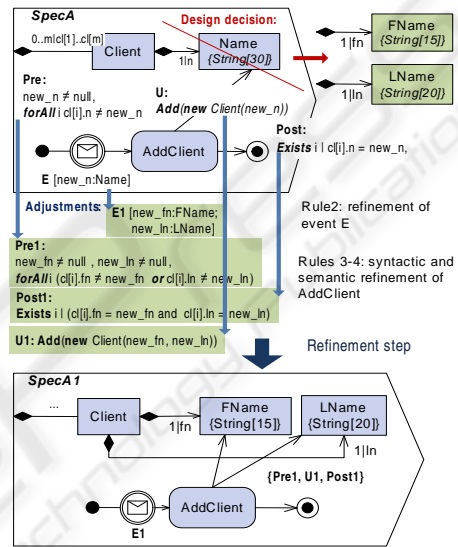 SpecA
Design decision:
0..m|cl[1]..cl[m]
Client
1|n
Name
{String[30]}
1|fn
FName
{String[15]}
1|ln
LName
{String[20]}
Pre:
new_n ≠ null,
forAll i cl[i].n ≠ new_n
U:
Add(new Client(new_n))
Post:
Exists i | cl[i].n = new_n,
AddClient
E [new_n:Name]
Adjustments:
E1 [new_fn:FName;
new_ln:LName]
Rule2: refinement of
event E
Pre1:
new_fn ≠ null , new_ln ≠ null,
forAll i (cl[i].fn ≠ new_fn or cl[i].ln ≠ new_ln)
Rules 3-4: syntactic and
semantic refinement of
AddClient
Post1:
Exists i | (cl[i].fn = new_fn and cl[i].ln = new_ln)
U1: Add(new Client(new_fn, new_ln))
Refinement step
SpecA1
...
Client
1|fn
FName
{String[15]}
LName
{String[20]}
1|ln
{Pre1, U1, Post1}
AddClient
E1